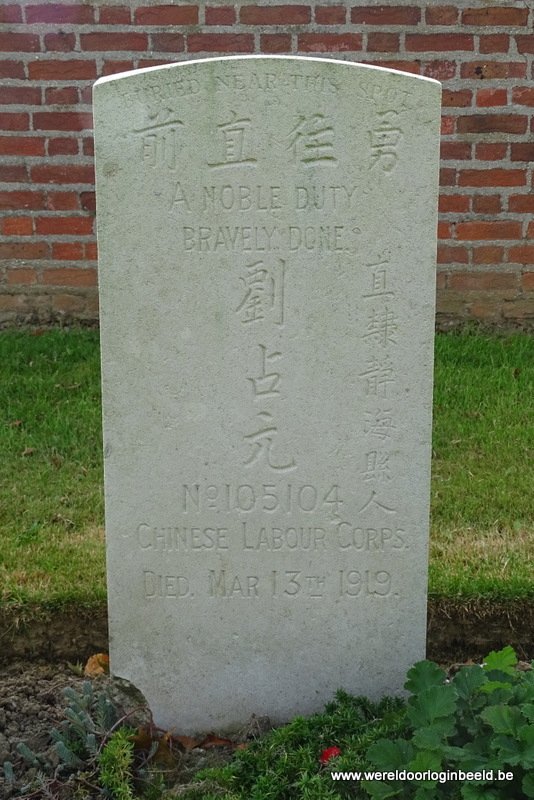 BURIED NEAR THIS SPOT
勇徃直前
A NOBLE DUTY
BRAVELY DONE
直隸靜海縣人
劉占元
No 105104
CHINESE LABOUR CORPS.
DIED. MAR 13TH 1919.
www.wereldoorloginbeeld.be